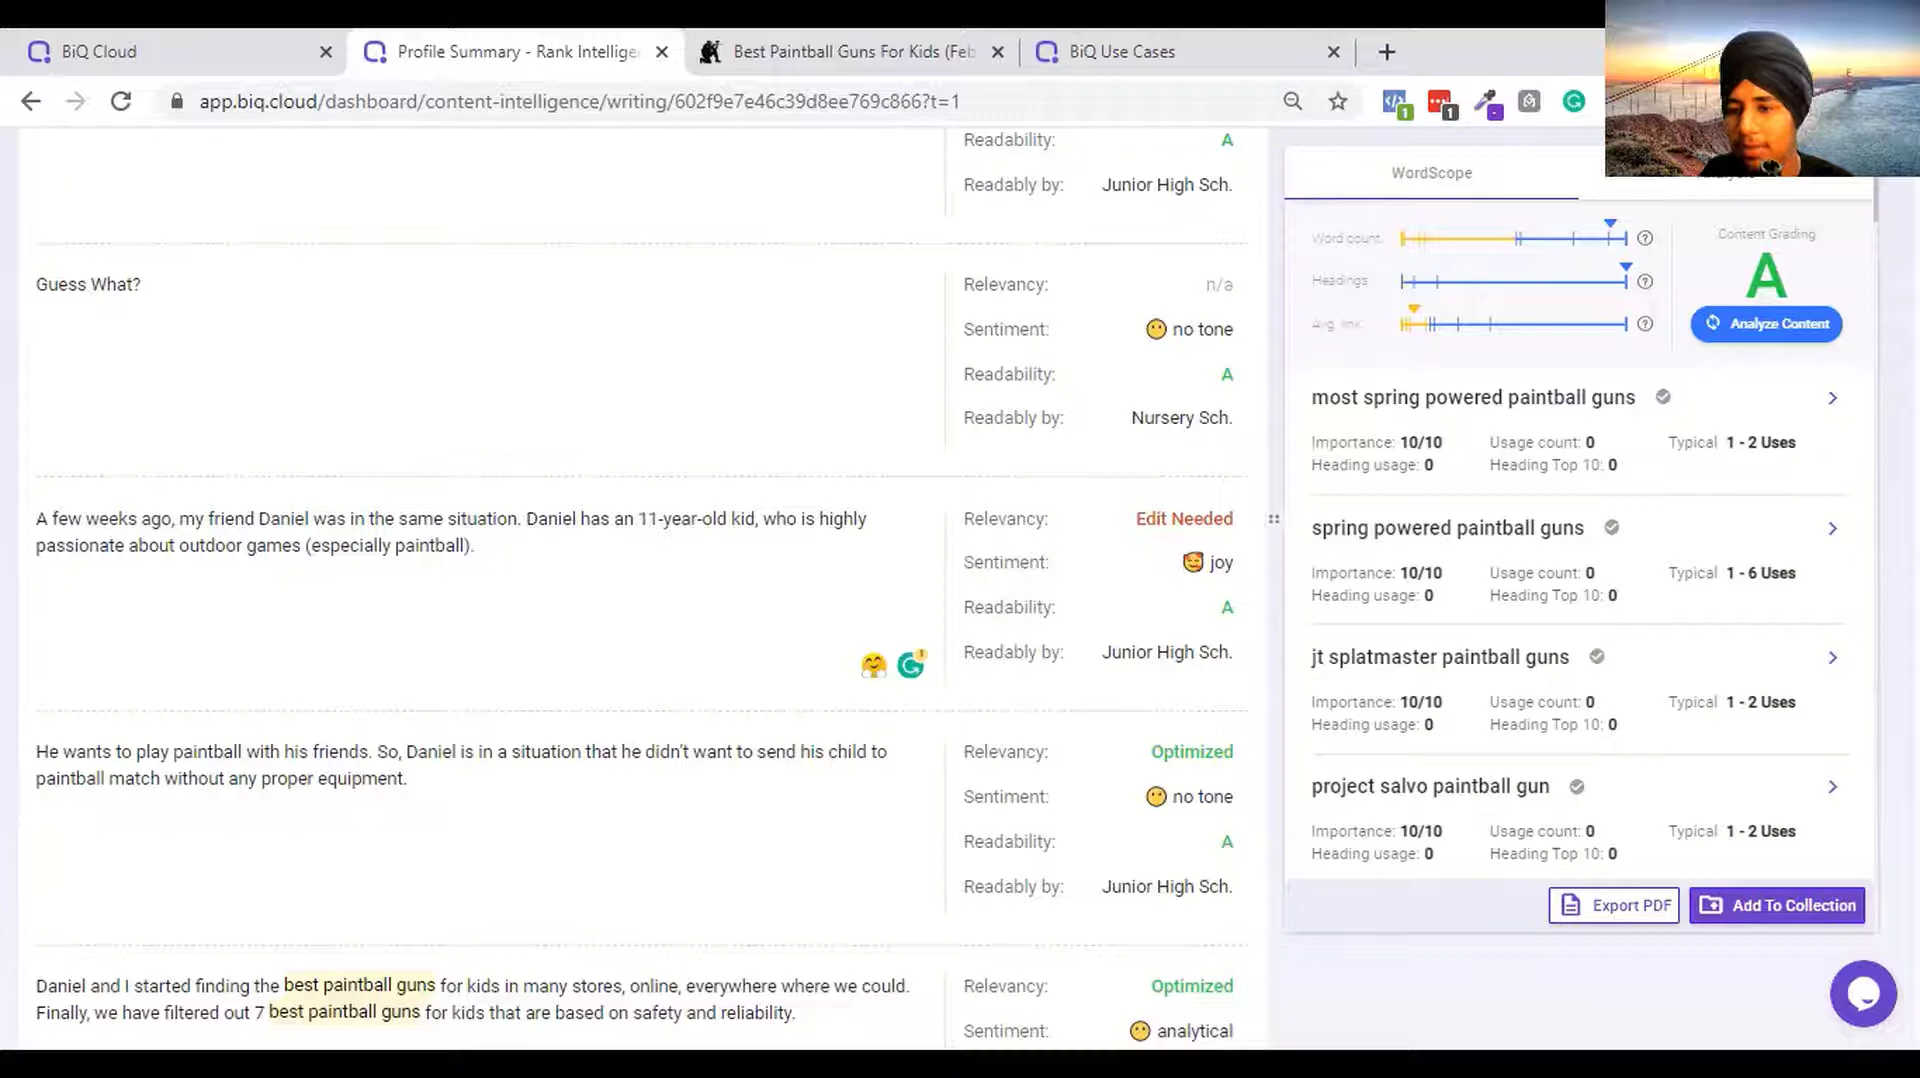 BiQ Cloud
Profile Summary - Rank Intellige
Best Paintball Guns For Kids (Feb
BiQ Use Cases
app.biq.cloud/dashboard/content-intelligence/writing/602f9e7e46c39d8ee769c866?t=1
1
1
Readability: A
Readably by: Junior High Sch.
Guess What?
Relevancy: n/a
Sentiment: no tone
Readability: A
Readably by: Nursery Sch.
A few weeks ago, my friend Daniel was in the same situation. Daniel has an 11-year-old kid, who is highly
passionate about outdoor games (especially paintball).
Relevancy: Edit Needed
Sentiment: joy
Readability: A
Readably by: Junior High Sch.
1
He wants to play paintball with his friends. So, Daniel is in a situation that he didn't want to send his child to
paintball match without any proper equipment.
Relevancy: Optimized
Sentiment: no tone
Readability: A
Readably by: Junior High Sch.
Daniel and I started finding the best paintball guns for kids in many stores, online, everywhere where we could.
Finally, we have filtered out 7 best paintball guns for kids that are based on safety and reliability.
Relevancy: Optimized
Sentiment: analytical
WordScope
Word count:
Headings
Avg. link
Content Grading
A
Analyze Content
most spring powered paintball guns
Importance: 10/10 Usage count: 0 Typical 1 - 2 Uses
Heading usage: 0 Heading Top 10: 0
spring powered paintball guns
Importance: 10/10 Usage count: 0 Typical 1 - 6 Uses
Heading usage: 0 Heading Top 10: 0
jt splatmaster paintball guns
Importance: 10/10 Usage count: 0 Typical 1 - 2 Uses
Heading usage: 0 Heading Top 10: 0
project salvo paintball gun
Importance: 10/10 Usage count: 0 Typical 1 - 2 Uses
Heading usage: 0 Heading Top 10: 0
Export PDF
Add To Collection